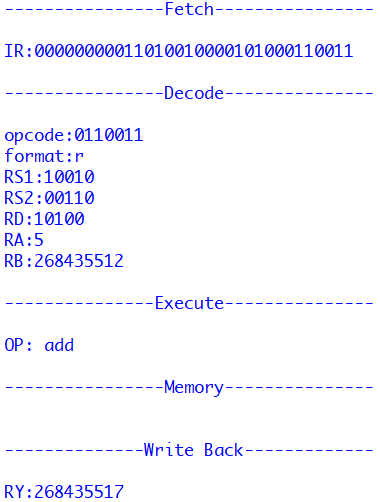 ----------------Fetch----------------
IR:00000000011010010000101000110011
----------------Decode---------------
opcode:0110011
format:r
RS1:10010
RS2:00110
RD:10100
RA:5
RB:268435512
---------------Execute---------------
OP: add
----------------Memory---------------
--------------Write Back-------------
RY:268435517